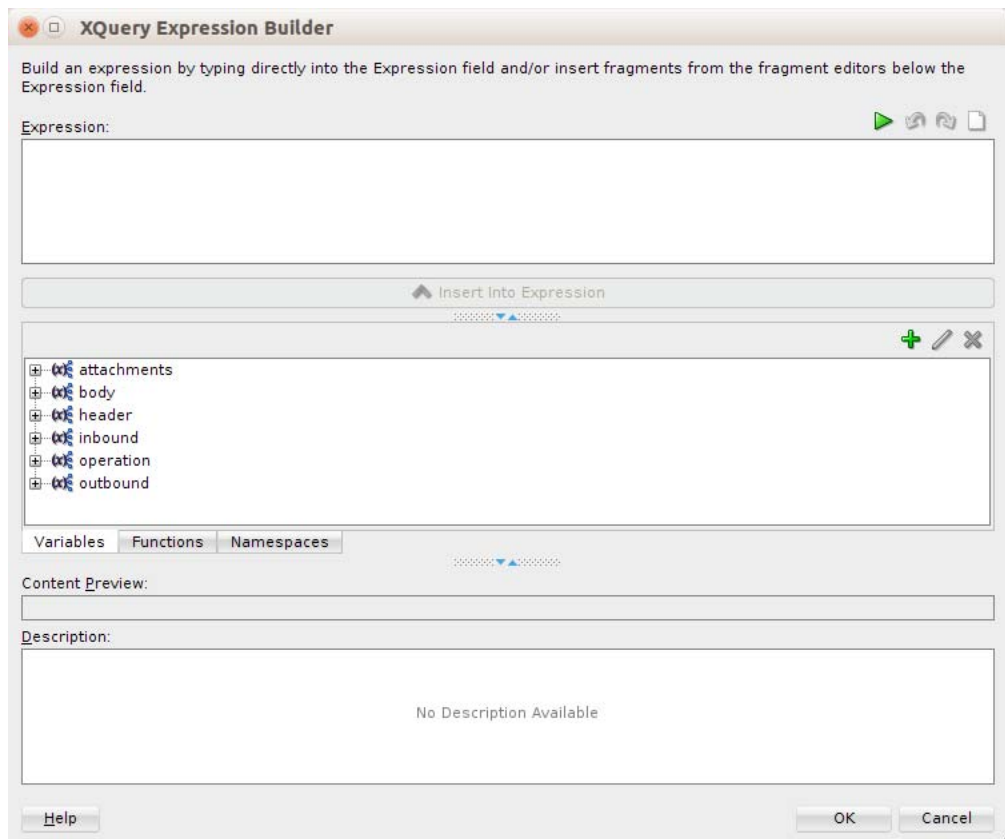 XQuery Expression Builder
Build an expression by typing directly into the Expression field and/or insert fragments from the fragment editors below the
Expression field.
Expression:
Insert Into Expression
attachments
body
header
inbound
operation
outbound
Variables Functions Namespaces
Content Preview:
Description:
No Description Available
Help OK Cancel